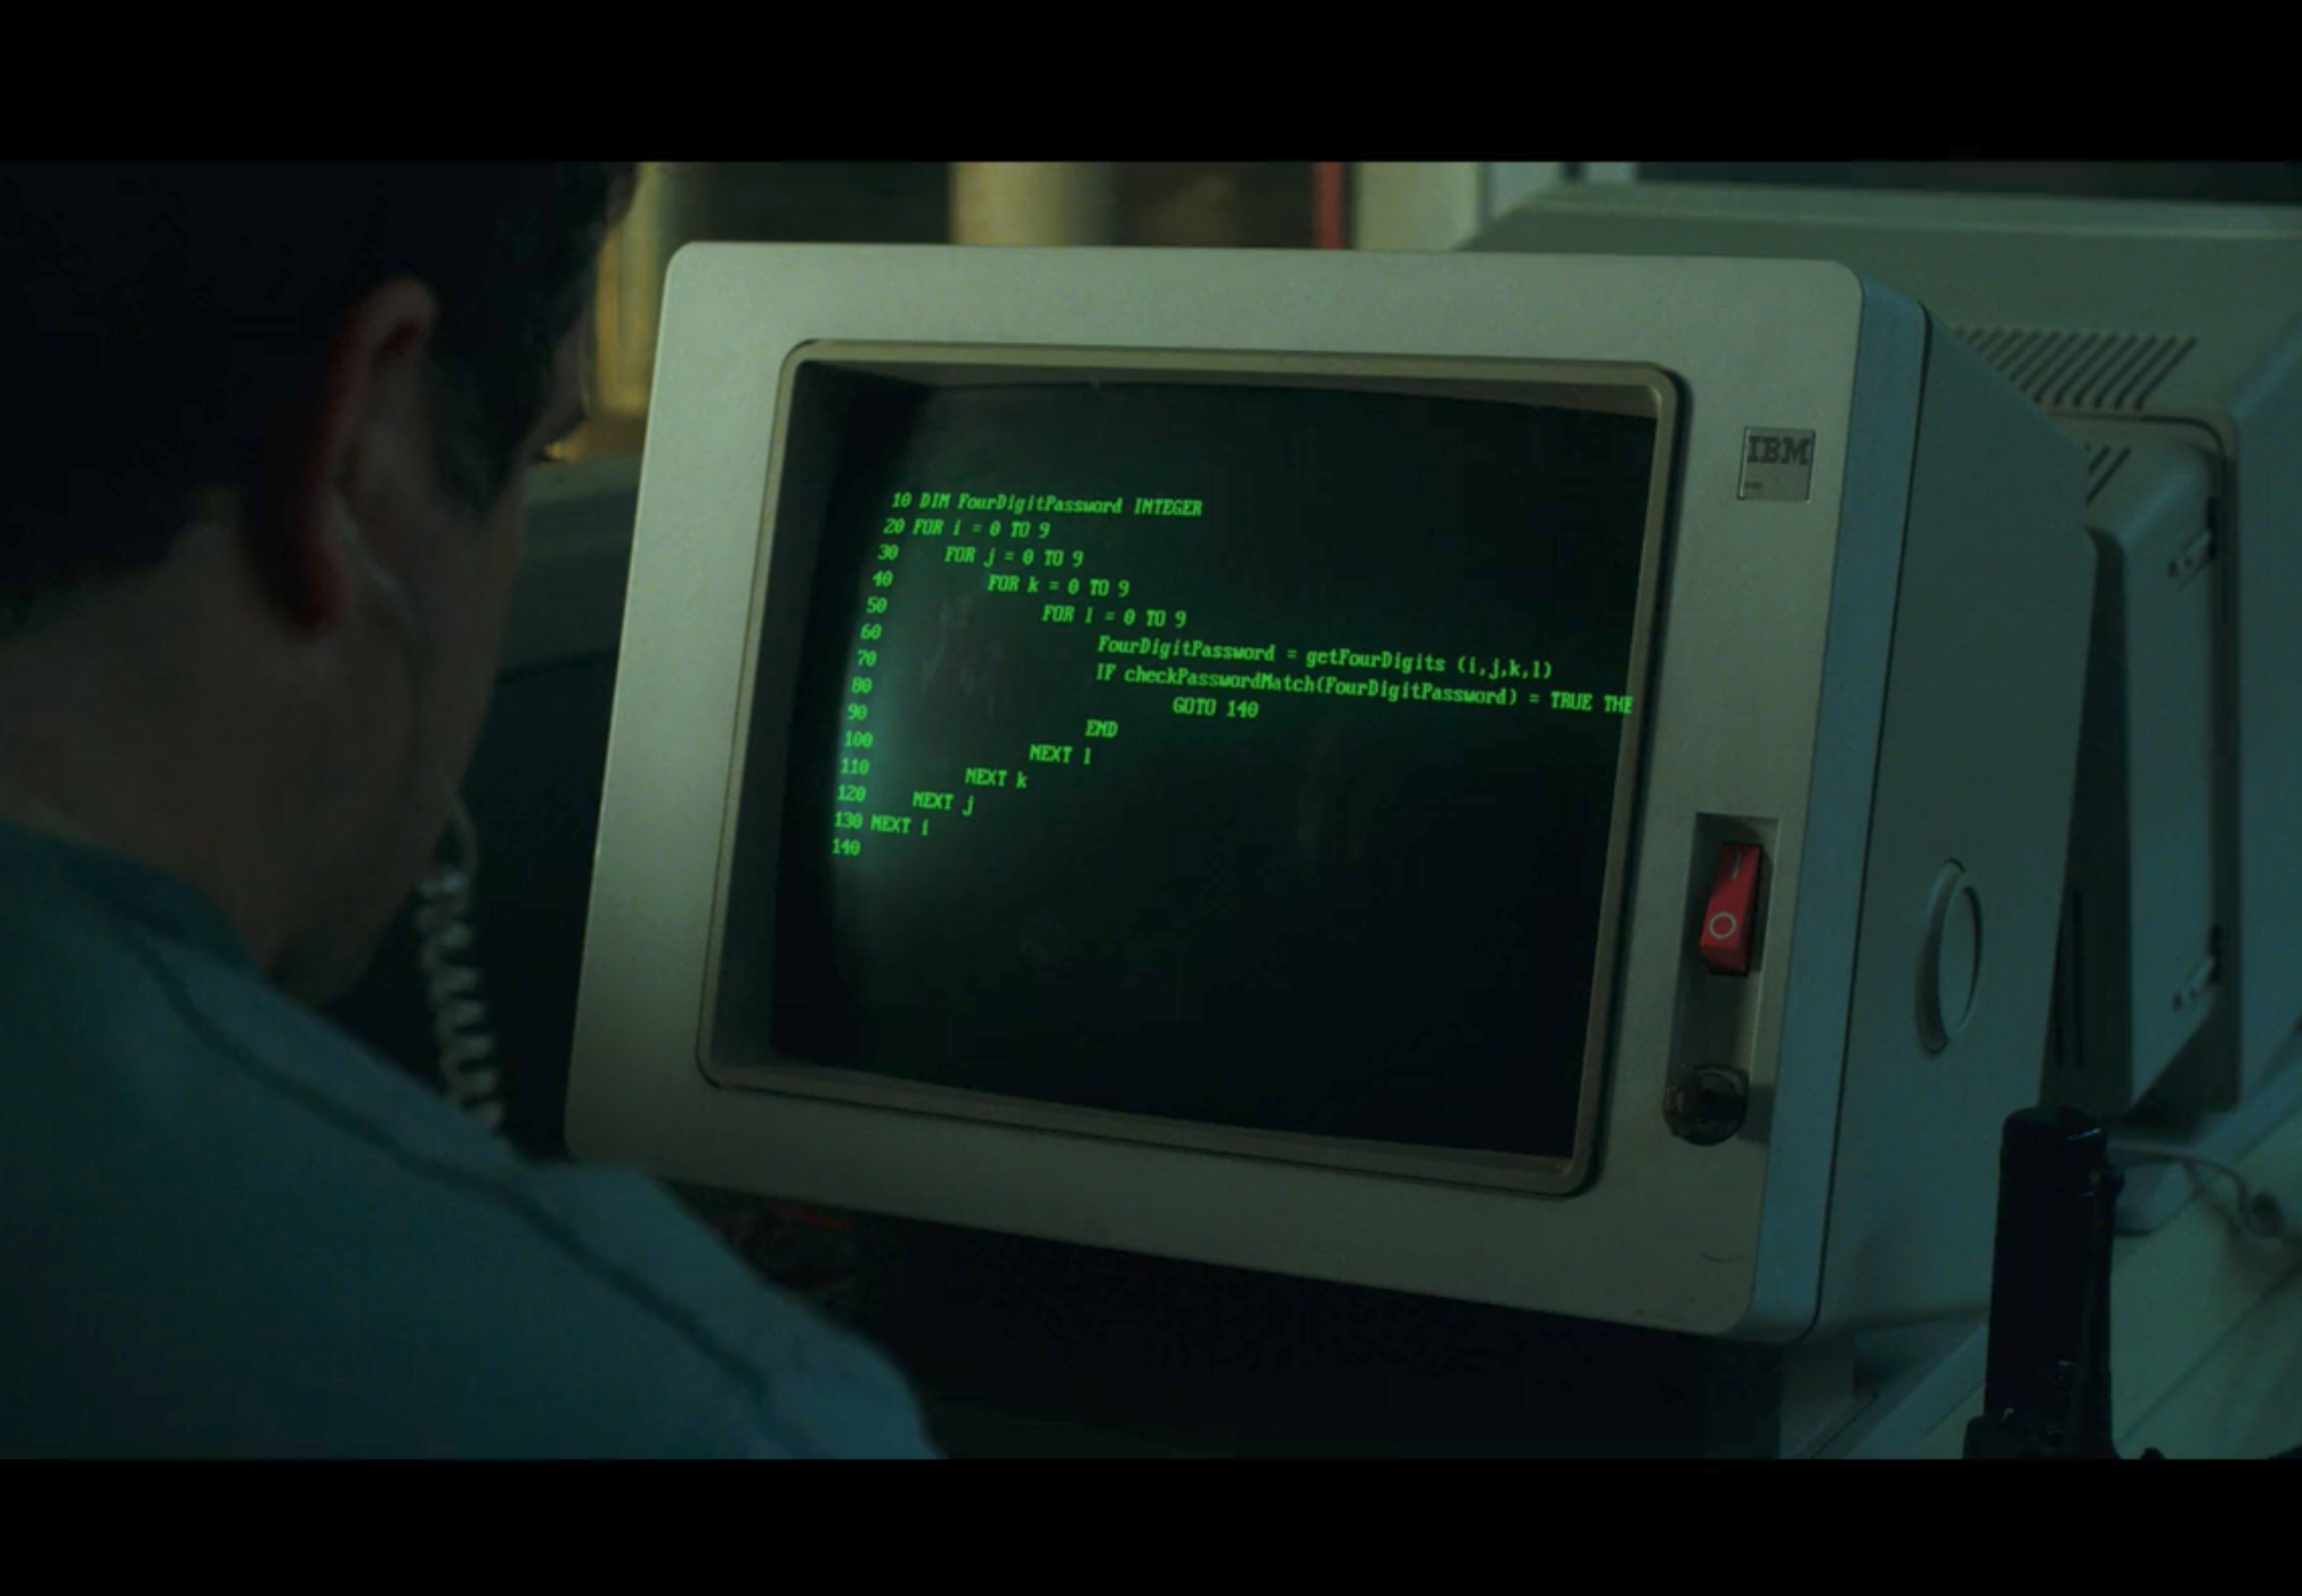 10 DIM FourDigitPassword INTEGER
20 FOR i = 0 TO 9
30 FOR j = 0 TO 9
40 FOR k = 0 TO 9
50 FOR l = 0 TO 9
60 FourDigitPassword = getFourDigits (i,j,k,l)
70 IF checkPasswordMatch(FourDigitPassword) = TRUE THE
80 GOTO 140
90 END
100 NEXT l
110 NEXT k
120 NEXT j
130 NEXT i
140
IBM